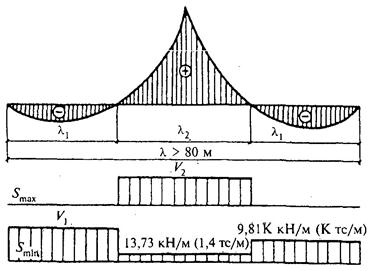 λ1 λ2 λ1
λ > 80 м
V2
Smax
V1
9,81K кН/м (K тс/м)
13,73 кН/м (1,4 тс/м)
Smin